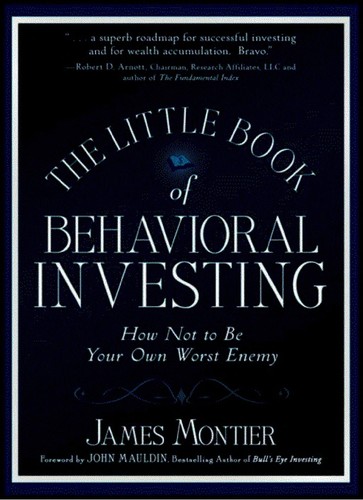 “. . . a superb roadmap for successful investing
and for wealth accumulation. Bravo.”
—Robert D. Arnott, Chairman, Research Affiliates, LLC and
author of The Fundamental Index
THE LITTLE BOOK
of
BEHAVIORAL
INVESTING
How Not to Be
Your Own Worst Enemy
JAMES MONTIER
Foreword by JOHN MAULDIN, Bestselling Author of Bull's Eye Investing